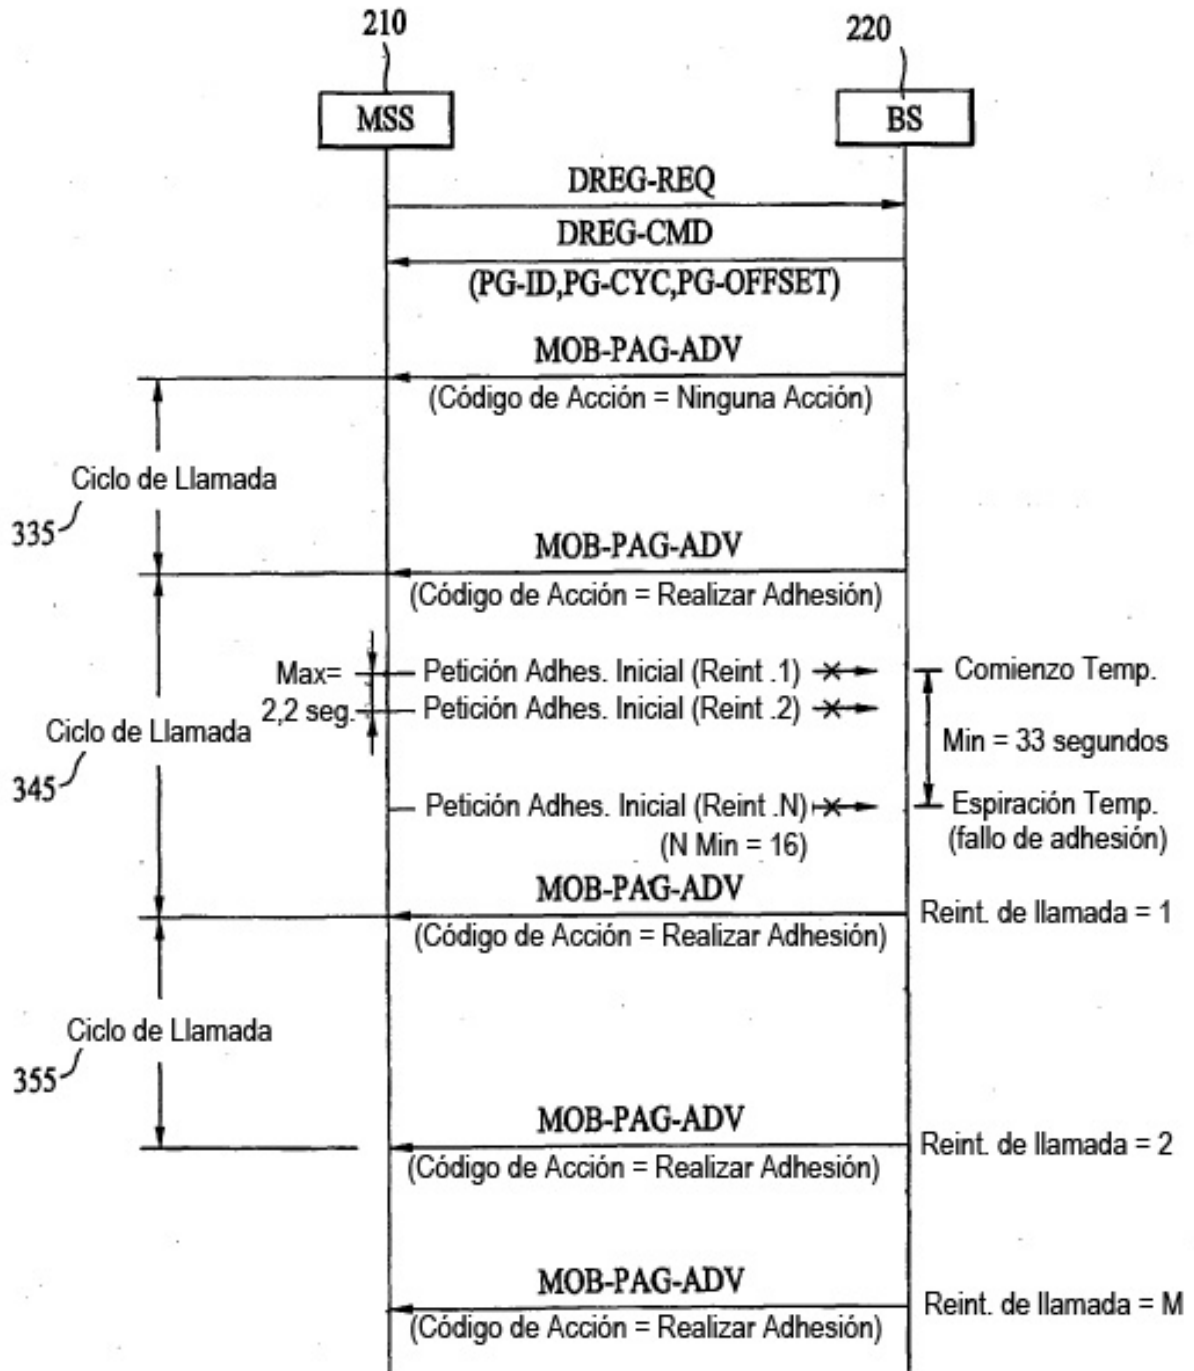 210
220
MSS
BS
DREG-REQ
DREG-CMD
(PG-ID,PG-CYC,PG-OFFSET)
MOB-PAG-ADV
(Código de Acción = Ninguna Acción)
Ciclo de Llamada
335
MOB-PAG-ADV
(Código de Acción = Realizar Adhesión)
Max=
2,2 seg.
Petición Adhes. Inicial (Reint .1)
Comienzo Temp.
Petición Adhes. Inicial (Reint .2)
Ciclo de Llamada
345
Min = 33 segundos
Petición Adhes. Inicial (Reint .N)
(N Min = 16)
Espiración Temp.
(fallo de adhesión)
MOB-PAG-ADV
(Código de Acción = Realizar Adhesión)
Reint. de llamada = 1
Ciclo de Llamada
355
MOB-PAG-ADV
(Código de Acción = Realizar Adhesión)
Reint. de llamada = 2
MOB-PAG-ADV
(Código de Acción = Realizar Adhesión)
Reint. de llamada = M